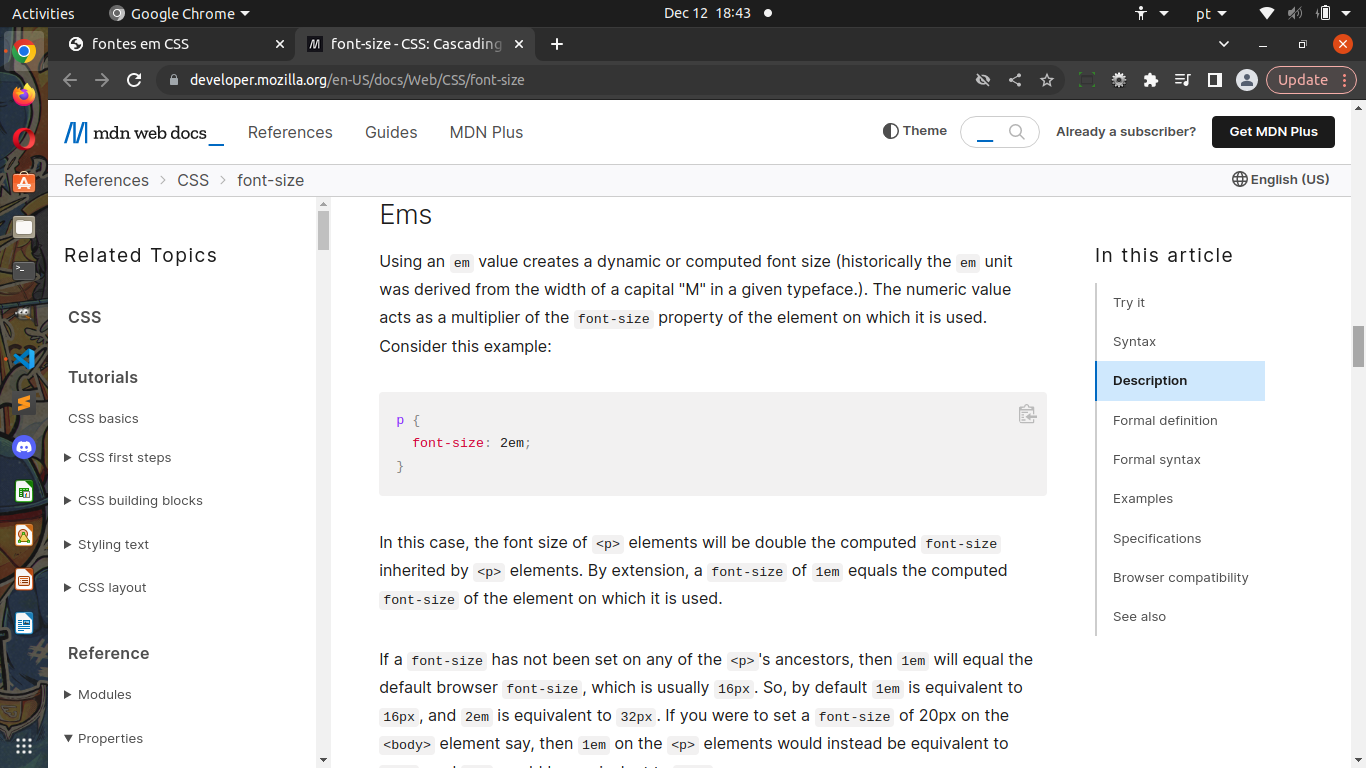 Activities
Google Chrome
Dec 12 18:43
pt
fontes em CSS
font-size - CSS: Cascading
developer.mozilla.org/en-US/docs/Web/CSS/font-size
Update
mdn web docs
References
Guides
MDN Plus
Theme
Already a subscriber?
Get MDN Plus
References
CSS
font-size
English (US)
Related Topics
CSS
Tutorials
CSS basics
CSS first steps
CSS building blocks
Styling text
CSS layout
Reference
Modules
Properties
Ems
Using an em value creates a dynamic or computed font size (historically the em unit
was derived from the width of a capital "M" in a given typeface.). The numeric value
acts as a multiplier of the font-size property of the element on which it is used.
Consider this example:
p {
font-size: 2em;
}
In this case, the font size of <p> elements will be double the computed font-size
inherited by <p> elements. By extension, a font-size of 1em equals the computed
font-size of the element on which it is used.
If a font-size has not been set on any of the <p>'s ancestors, then 1em will equal the
default browser font-size, which is usually 16px. So, by default 1em is equivalent to
16px, and 2em is equivalent to 32px. If you were to set a font-size of 20px on the
<body> element say, then 1em on the <p> elements would instead be equivalent to
In this article
Try it
Syntax
Description
Formal definition
Formal syntax
Examples
Specifications
Browser compatibility
See also